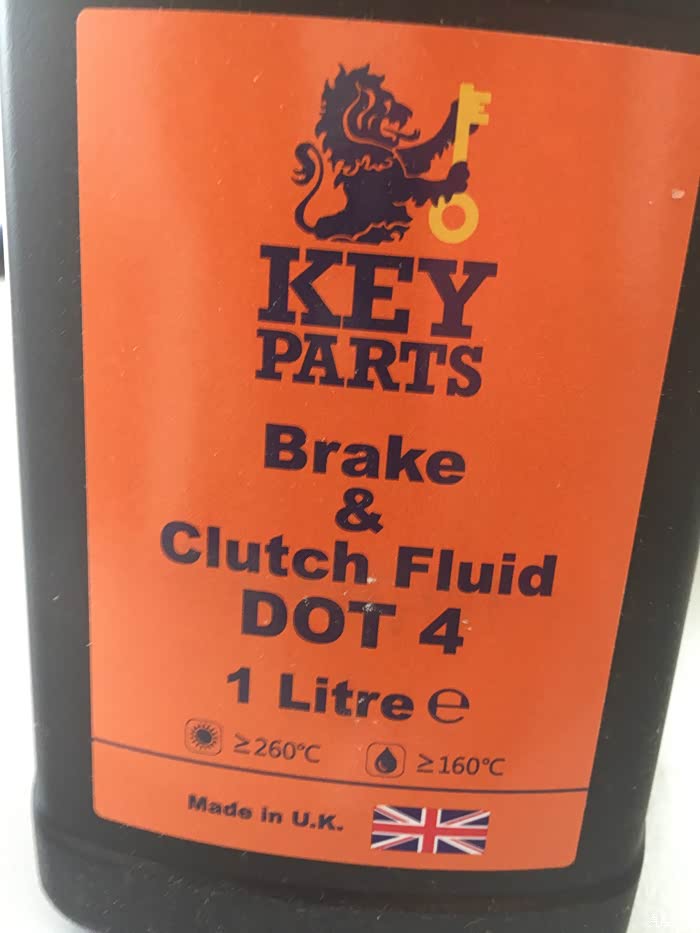 KEY
PARTS
Brake
&
Clutch Fluid
DOT 4
1 Litre ℮
≥260°C ≥160°C
Made in U.K.